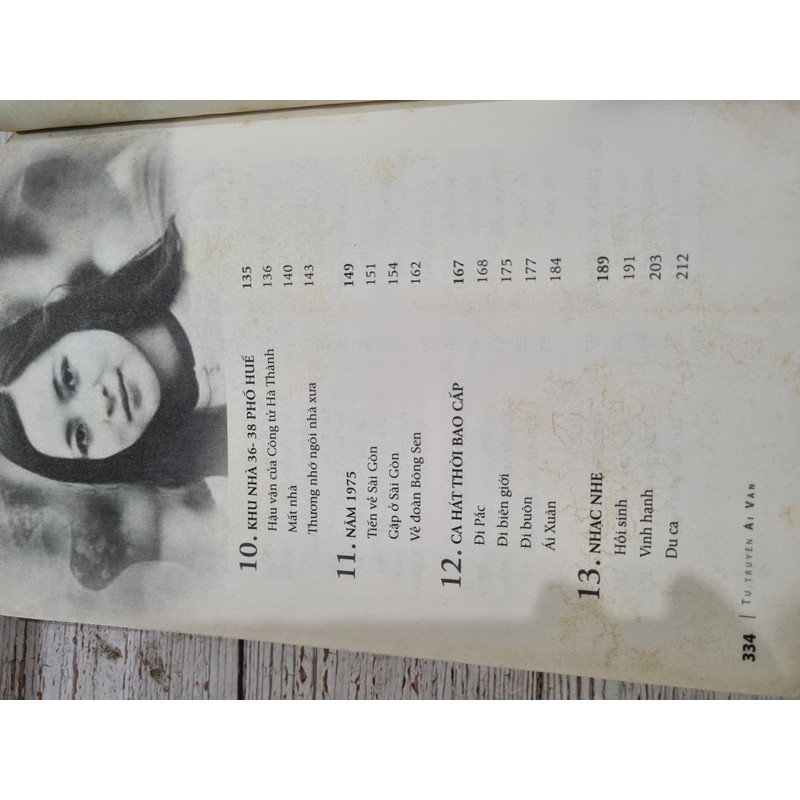 10. KHU NHÀ 36- 38 PHỐ HUẾ 135
Hậu vận của Công tử Hà Thành 136
Mất nhà 140
Thương nhớ ngôi nhà xưa 143
11. NĂM 1975 149
Tiến về Sài Gòn 151
Gặp ở Sài Gòn 154
Về đoàn Bông Sen 162
12. CA HÁT THỜI BAO CẤP 167
Đi Pắc 168
Đi biên giới 175
Đi buôn 177
Ái Xuân 184
13. NHẠC NHẸ 189
Hồi sinh 191
Vinh hạnh 203
Du ca 212
334 | TỰ TRUYỆN ÁI VÂN